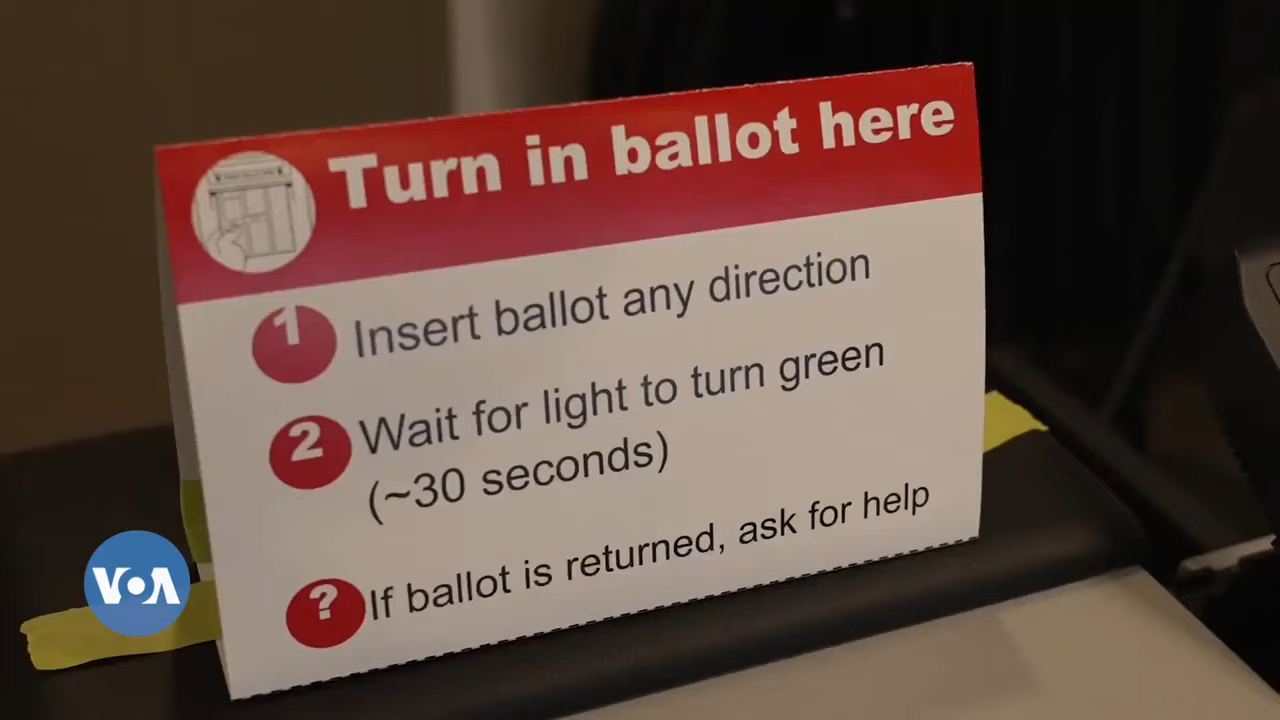 Turn in ballot here
1 Insert ballot any direction
2 Wait for light to turn green
(~30 seconds)
? If ballot is returned, ask for help
VOA